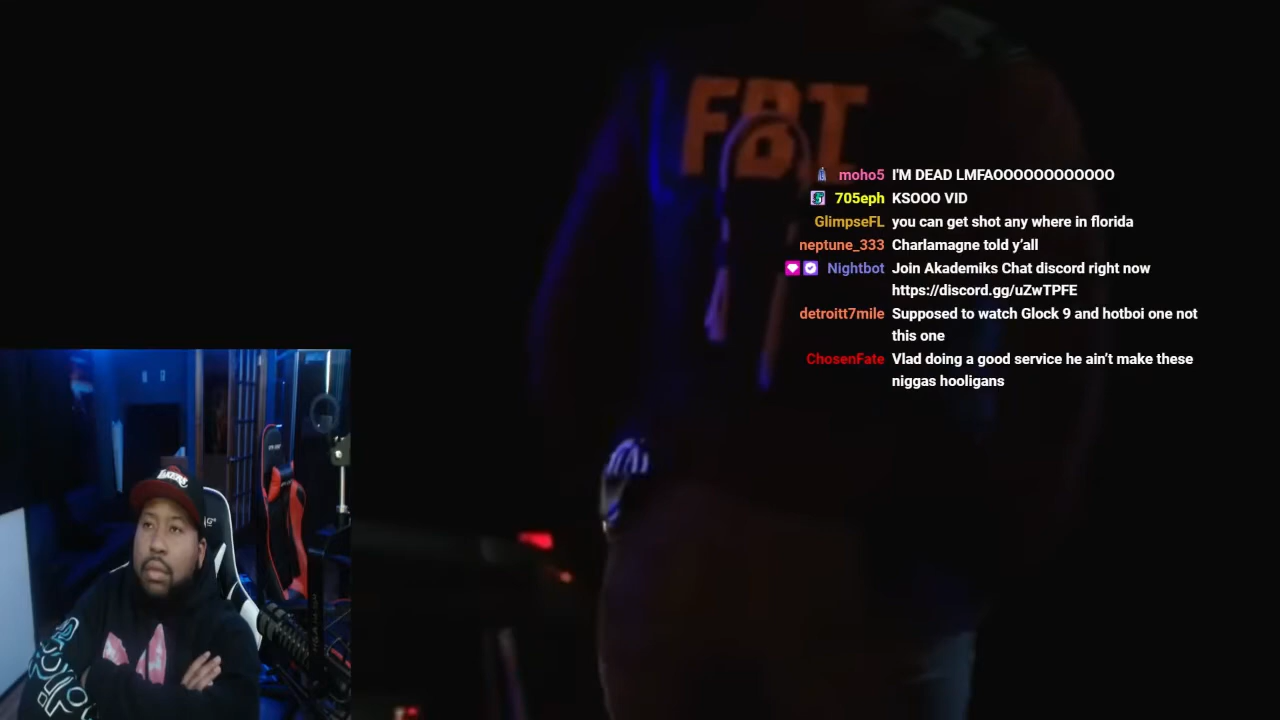 FBI
moho5 I'M DEAD LMFAOOOOOOOOOOOO
705eph KSOOO VID
GlimpseFL you can get shot any where in florida
neptune_333 Charlamagne told y'all
Nightbot Join Akademiks Chat discord right now
https://discord.gg/uZwTPFE
detroitt7mile Supposed to watch Glock 9 and hotboi one not
this one
ChosenFate Vlad doing a good service he ain't make these
niggas hooligans
LAKERS